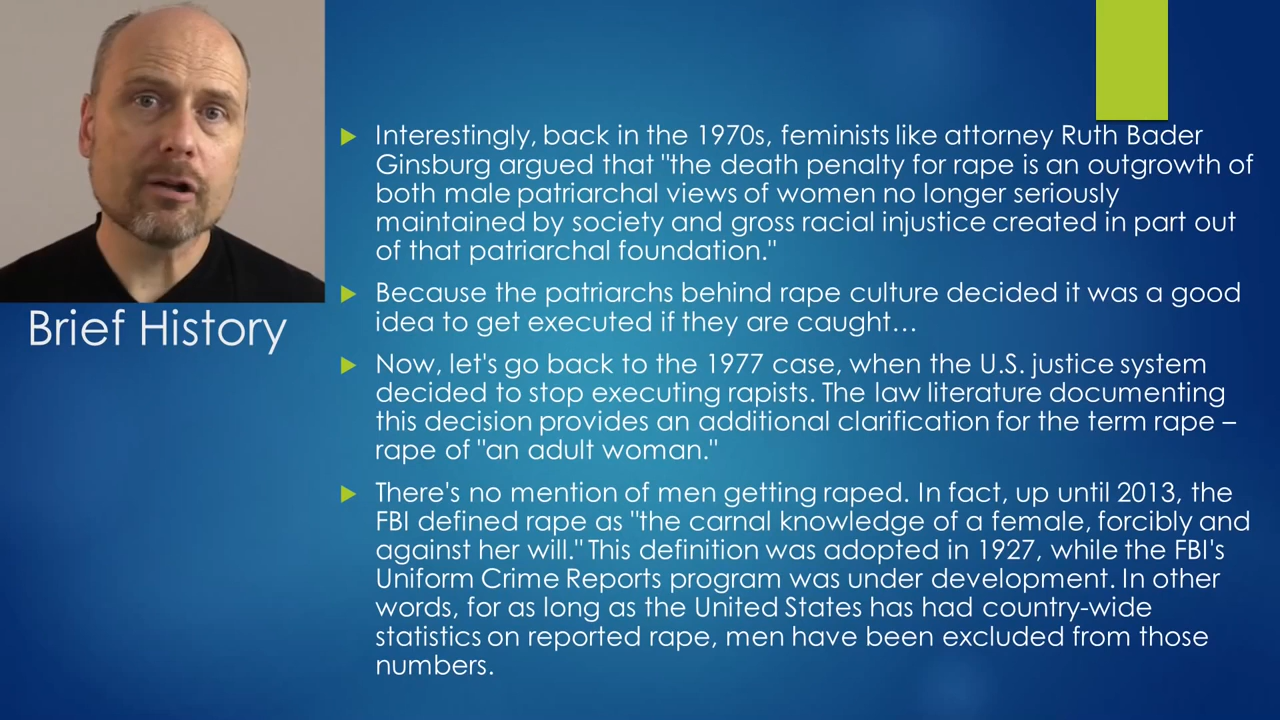 Interestingly, back in the 1970s, feminists like attorney Ruth Bader
Ginsburg argued that "the death penalty for rape is an outgrowth of
both male patriarchal views of women no longer seriously
maintained by society and gross racial injustice created in part out
of that patriarchal foundation."
Because the patriarchs behind rape culture decided it was a good
idea to get executed if they are caught…
Brief History
Now, let's go back to the 1977 case, when the U.S. justice system
decided to stop executing rapists. The law literature documenting
this decision provides an additional clarification for the term rape –
rape of "an adult woman."
There's no mention of men getting raped. In fact, up until 2013, the
FBI defined rape as "the carnal knowledge of a female, forcibly and
against her will." This definition was adopted in 1927, while the FBI's
Uniform Crime Reports program was under development. In other
words, for as long as the United States has had country-wide
statistics on reported rape, men have been excluded from those
numbers.